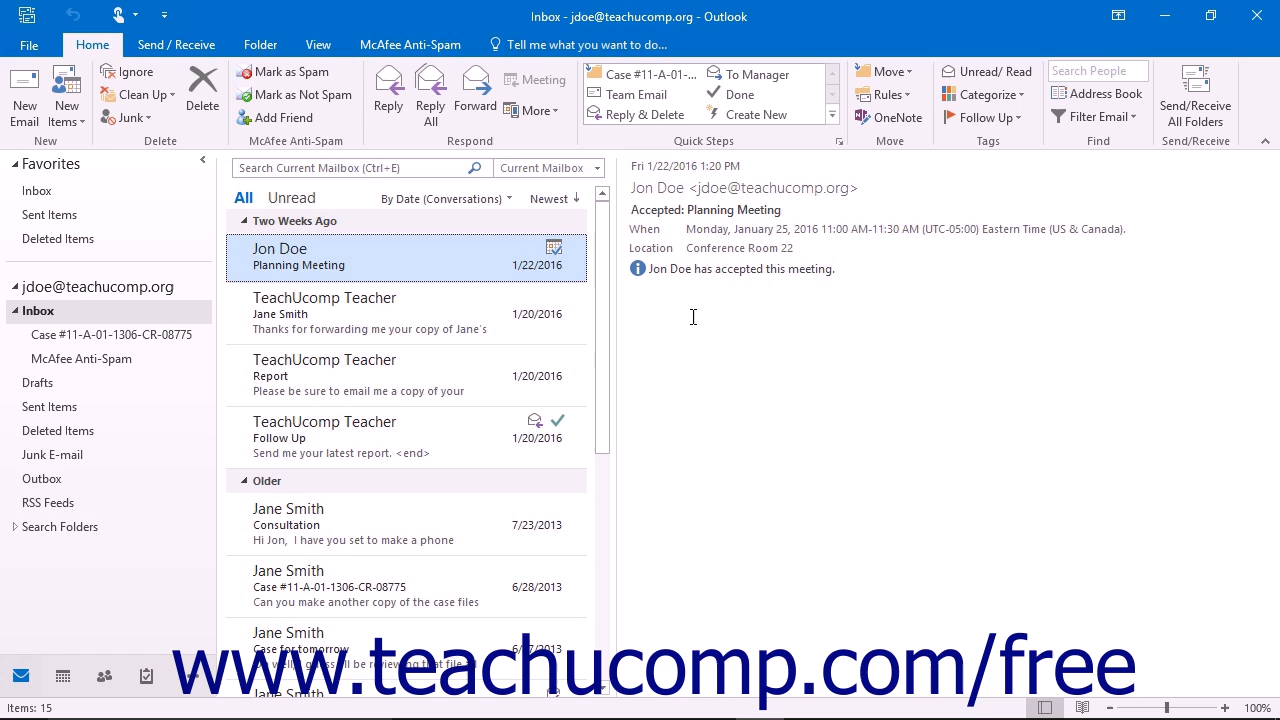 Inbox - jdoe@teachucomp.org - Outlook
File Home Send / Receive Folder View McAfee Anti-Spam Tell me what you want to do...
New Email
New Items
New
Ignore
Clean Up
Junk
Delete
Delete
Mark as Spam
Mark as Not Spam
Add Friend
McAfee Anti-Spam
Reply
Reply All
Forward
Meeting
More
Respond
Case #11-A-01-...
Team Email
Reply & Delete
To Manager
Done
Create New
Quick Steps
Move
Rules
OneNote
Move
Unread/ Read
Categorize
Follow Up
Tags
Search People
Address Book
Filter Email
Find
Send/Receive All Folders
Send/Receive
Favorites
Inbox
Sent Items
Deleted Items
jdoe@teachucomp.org
Inbox
Case #11-A-01-1306-CR-08775
McAfee Anti-Spam
Drafts
Sent Items
Deleted Items
Junk E-mail
Outbox
RSS Feeds
Search Folders
Search Current Mailbox (Ctrl+E) Current Mailbox
All Unread By Date (Conversations) Newest
Two Weeks Ago
Jon Doe
Planning Meeting 1/22/2016
TeachUcomp Teacher
Jane Smith 1/20/2016
Thanks for forwarding me your copy of Jane's
TeachUcomp Teacher
Report 1/20/2016
Please be sure to email me a copy of your
TeachUcomp Teacher
Follow Up 1/20/2016
Send me your latest report. <end>
Older
Jane Smith
Consultation 7/23/2013
Hi Jon, I have you set to make a phone
Jane Smith
Case #11-A-01-1306-CR-08775 6/28/2013
Can you make another copy of the case files
Jane Smith
Case for tomorrow
Fri 1/22/2016 1:20 PM
Jon Doe <jdoe@teachucomp.org>
Accepted: Planning Meeting
When Monday, January 25, 2016 11:00 AM-11:30 AM (UTC-05:00) Eastern Time (US & Canada).
Location Conference Room 22
Jon Doe has accepted this meeting.
www.teachucomp.com/free
Items: 15
100%